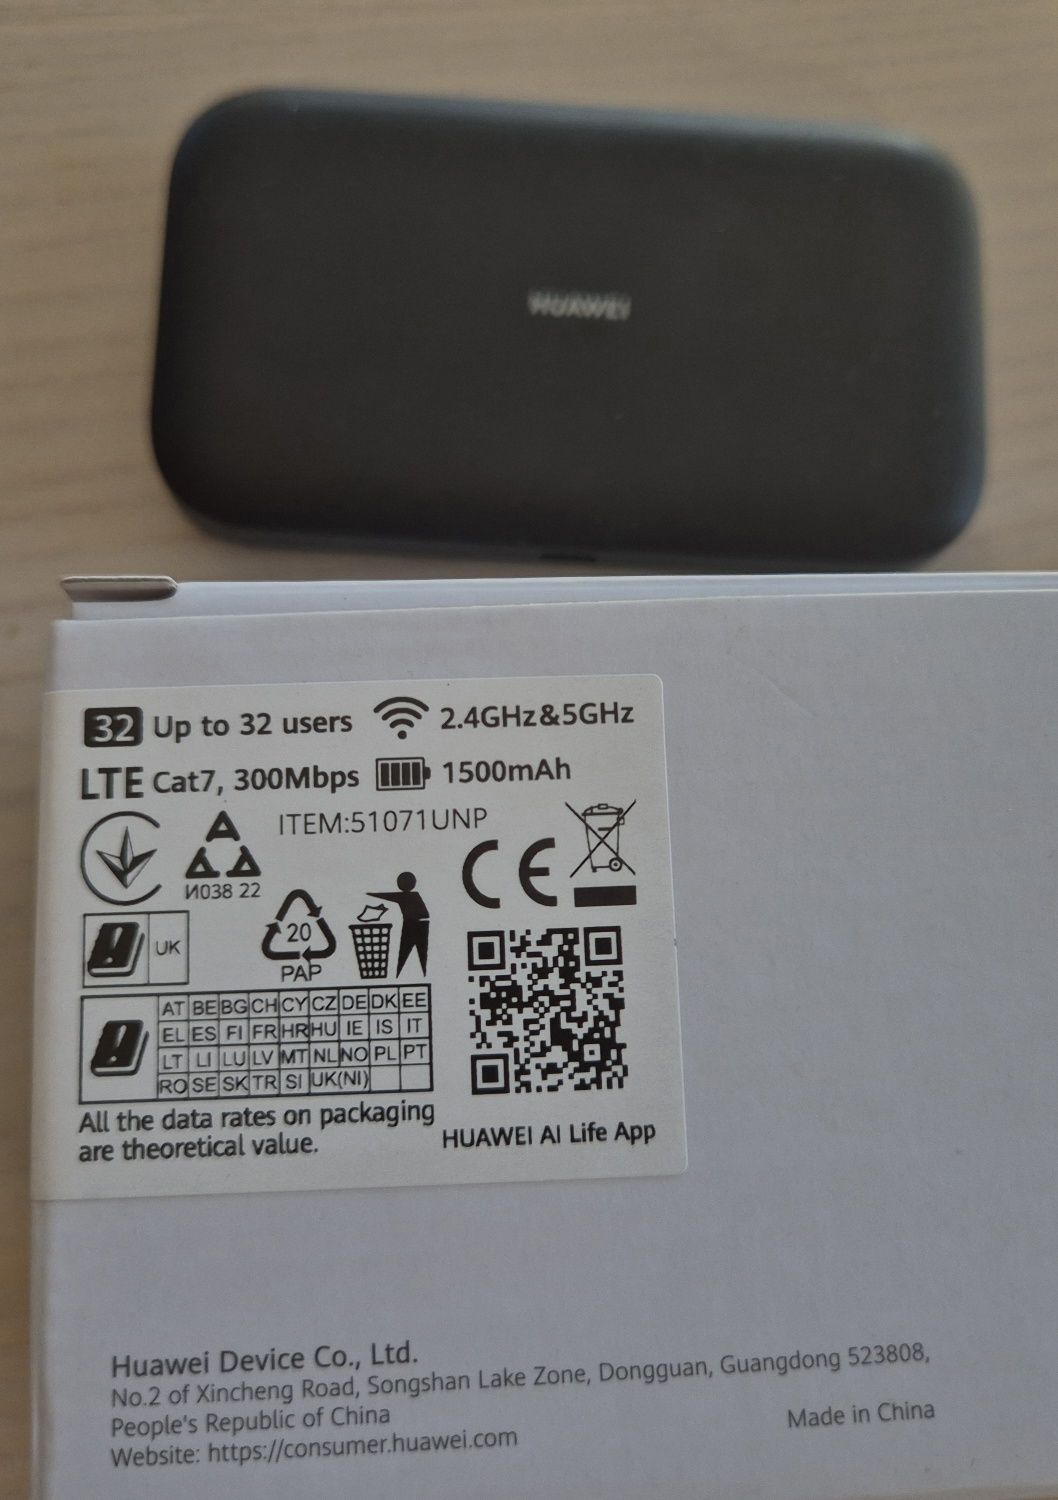 HUAWEI
32 Up to 32 users 2.4GHz&5GHz
LTE Cat7, 300Mbps 1500mAh
ITEM:51071UNP
CE
И038 22
UK
20
PAP
AT BE BG CH CY CZ DE DK EE
EL ES FI FR HR HU IE IS IT
LT LI LU LV MT NL NO PL PT
RO SE SK TR SI UK(NI)
All the data rates on packaging
are theoretical value.
HUAWEI AI Life App
Huawei Device Co., Ltd.
No.2 of Xincheng Road, Songshan Lake Zone, Dongguan, Guangdong 523808,
People's Republic of China
Made in China
Website: https://consumer.huawei.com